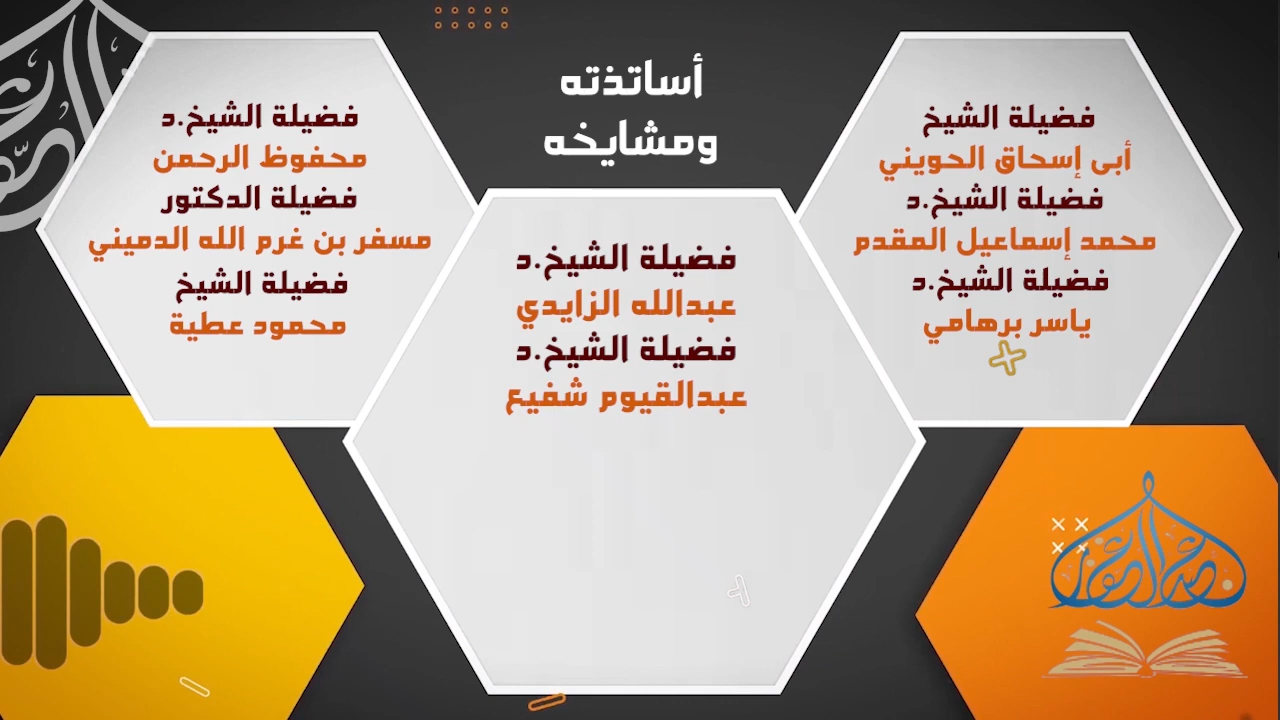 أساتذته
ومشايخه
فضيلة الشيخ
أبى إسحاق الحويني
فضيلة الشيخ.د
محمد إسماعيل المقدم
فضيلة الشيخ.د
ياسر برهامي
فضيلة الشيخ.د
عبدالله الزايدي
فضيلة الشيخ.د
عبدالقيوم شفيع
فضيلة الشيخ.د
محفوظ الرحمن
فضيلة الدكتور
مسفر بن غرم الله الدميني
فضيلة الشيخ
محمود عطية